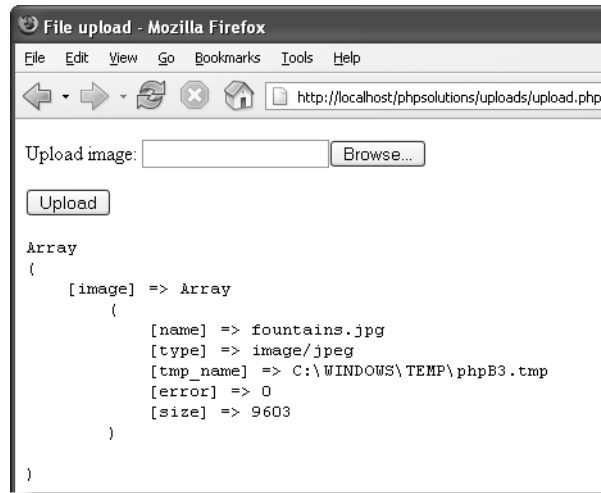 File upload - Mozilla Firefox
File Edit View Go Bookmarks Tools Help
http://localhost/phpsolutions/uploads/upload.php
Upload image: Browse...
Upload
Array
(
    [image] => Array
        (
            [name] => fountains.jpg
            [type] => image/jpeg
            [tmp_name] => C:\WINDOWS\TEMP\phpB3.tmp
            [error] => 0
            [size] => 9603
        )
)